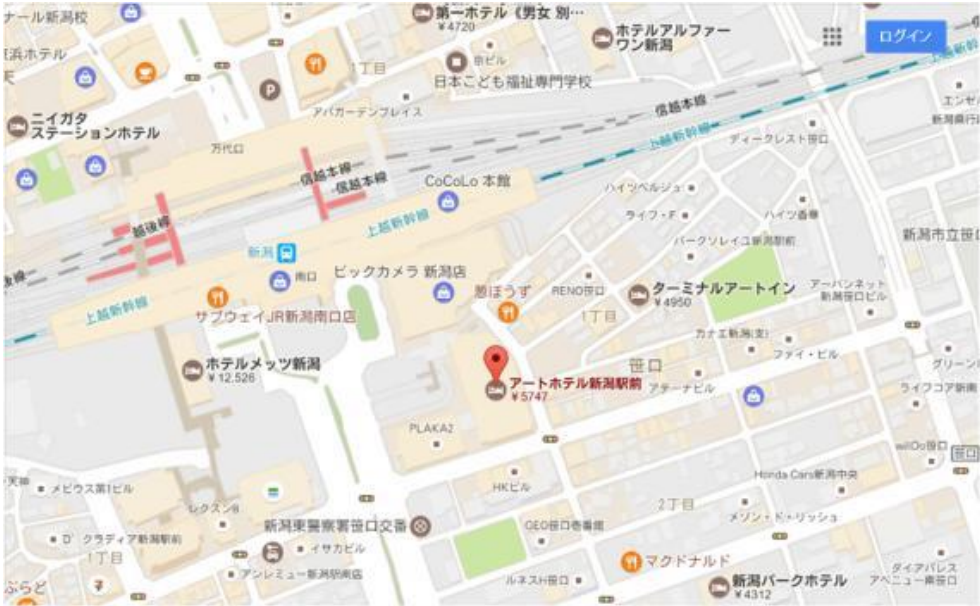 ナール新潟校
第一ホテル《男女 別…
¥4720
ホテルアルファー
ワン新潟
ログイン
京浜ホテル
1丁目
京ビル
日本こども福祉専門学校
上越新幹線
信越本線
アパガーデンプレイス
ニイガタ
ステーションホテル
万代口
上越新幹線
ディークレスト笹口
信越本線
信越本線
CoCoLo 本館
ハイツベルジュ
越後線
上越新幹線
ライフ・F
ハイツ香華
新潟
南口
ビックカメラ 新潟店
パークソレイユ新潟駅前
新潟市立笹口
葱ぼうず
RENO笹口
ターミナルアートイン
¥4950
アーバンネット
新潟笹口ビル
上越新幹線
サブウェイJR新潟南口店
1丁目
カナエ新潟(支)
ファイ・ビル
ホテルメッツ新潟
¥12,526
笹口
グリーン
アートホテル新潟駅前
¥5747
アテーナビル
ライフコア新潟
PLAKA2
willDo笹口
笹口
メビウス第1ビル
HKビル
Honda Cars新潟中央
レクスンB
新潟東警察署笹口交番
GEO笹口壱番館
2丁目
メゾン・ド・リッシュ
D' クラディア新潟駅前
1丁目
イサカビル
アンレミュー新潟駅南店
マクドナルド
ルネスH笹口
新潟パークホテル
¥4312
ダイアパレス
アベニュー南笹口
ぶらど